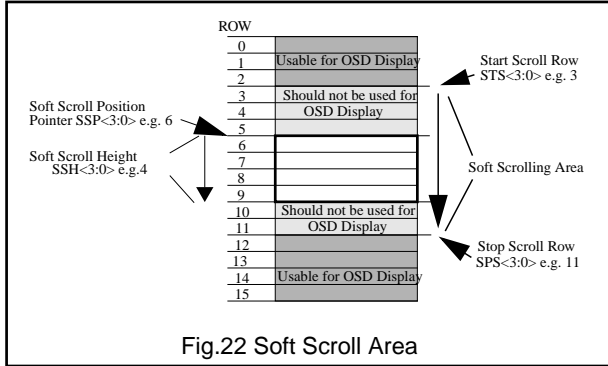 ROW
0
1
2
3
4
5
6
7
8
9
10
11
12
13
14
15
Usable for OSD Display
Should not be used for
OSD Display
Should not be used for
OSD Display
Usable for OSD Display
Soft Scroll Position
Pointer SSP<3:0> e.g. 6
Soft Scroll Height
SSH<3:0> e.g.4
Start Scroll Row
STS<3:0> e.g. 3
Soft Scrolling Area
Stop Scroll Row
SPS<3:0> e.g. 11
Fig.22 Soft Scroll Area